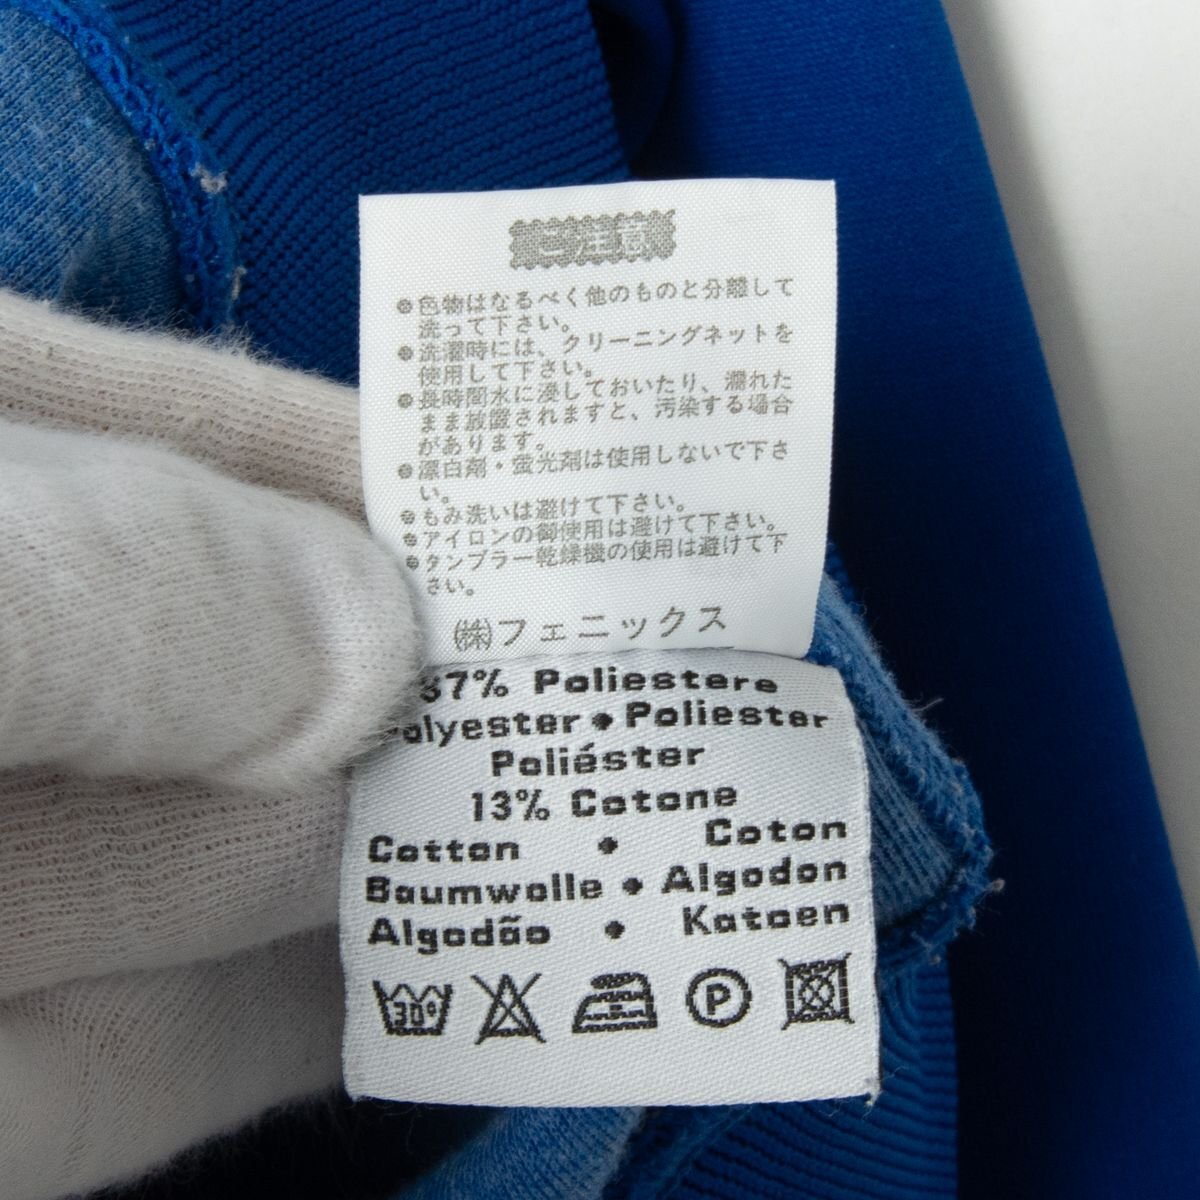 ご注意
●色物はなるべく他のものと分離して
洗って下さい。
●洗濯時には、クリーニングネットを
使用して下さい。
●長時間水に浸しておいたり、濡れた
まま放置されますと、汚染する場合
があります。
●漂白剤・蛍光剤は使用しないで下さ
い。
●もみ洗いは避けて下さい。
●アイロンの御使用は避けて下さい。
●タンブラー乾燥機の使用は避けて下
さい。
㈱フェニックス
87% Poliestere
Polyester • Poliester
Poliéster
13% Cotone
Cotton • Coton
Baumwolle • Algodon
Algodão • Katoen
30°
P